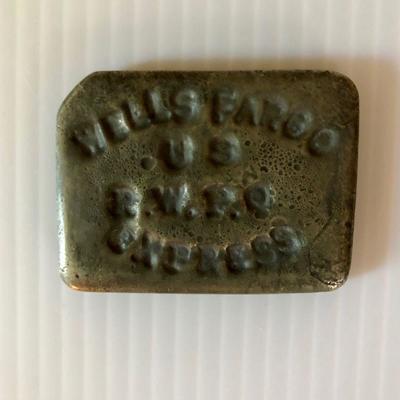 WELLS FARGO
. U S
R.W.F.Q
EXPRESS